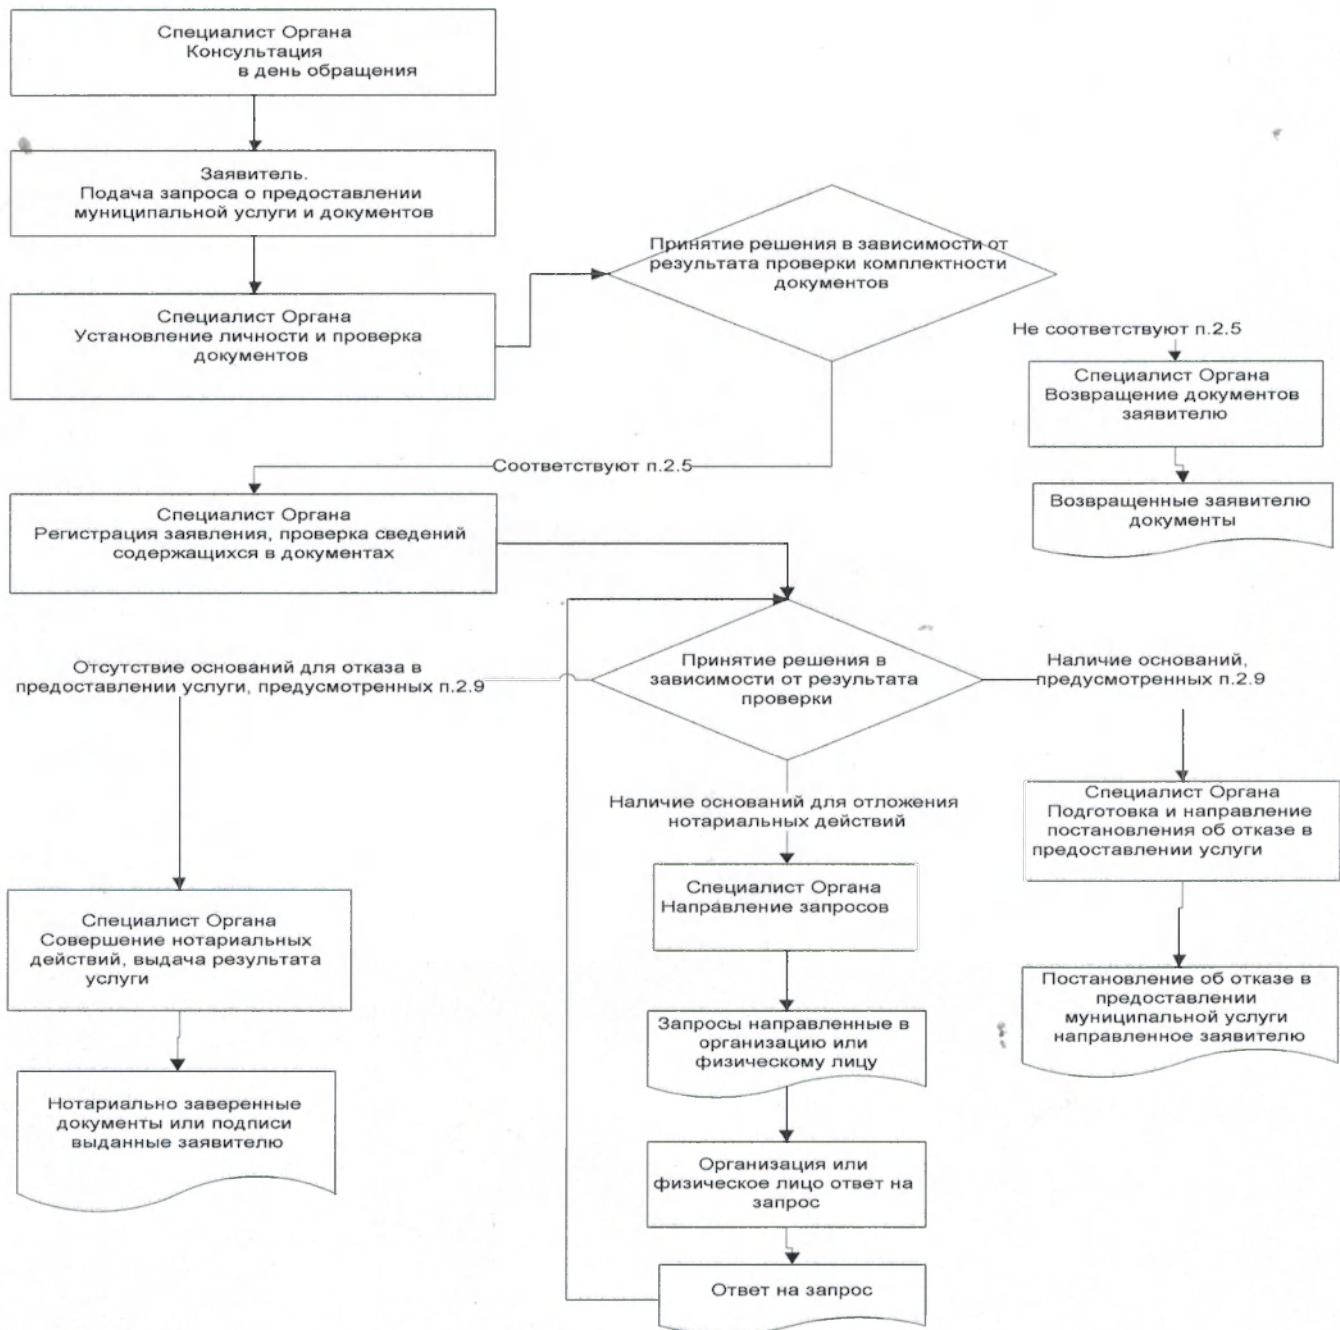 Специалист Органа
Консультация
в день обращения
Заявитель.
Подача запроса о предоставлении
муниципальной услуги и документов
Специалист Органа
Установление личности и проверка
документов
Принятие решения в зависимости от
результата проверки комплектности
документов
Не соответствуют п.2.5
Специалист Органа
Возвращение документов
заявителю
Возвращенные заявителю
документы
Соответствуют п.2.5
Специалист Органа
Регистрация заявления, проверка сведений
содержащихся в документах
Принятие решения в
зависимости от результата
проверки
Отсутствие оснований для отказа в
предоставлении услуги, предусмотренных п.2.9
Наличие оснований,
предусмотренных п.2.9
Наличие оснований для отложения
нотариальных действий
Специалист Органа
Подготовка и направление
постановления об отказе в
предоставлении услуги
Специалист Органа
Направление запросов
Специалист Органа
Совершение нотариальных
действий, выдача результата
услуги
Постановление об отказе в
предоставлении
муниципальной услуги
направленное заявителю
Запросы направленные в
организацию или
физическому лицу
Нотариально заверенные
документы или подписи
выданные заявителю
Организация или
физическое лицо ответ на
запрос
Ответ на запрос